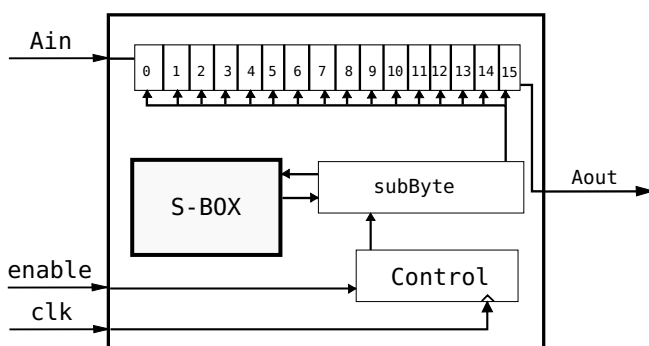 Ain
0 1 2 3 4 5 6 7 8 9 10 11 12 13 14 15
S-BOX
subByte
Aout
enable
Control
clk